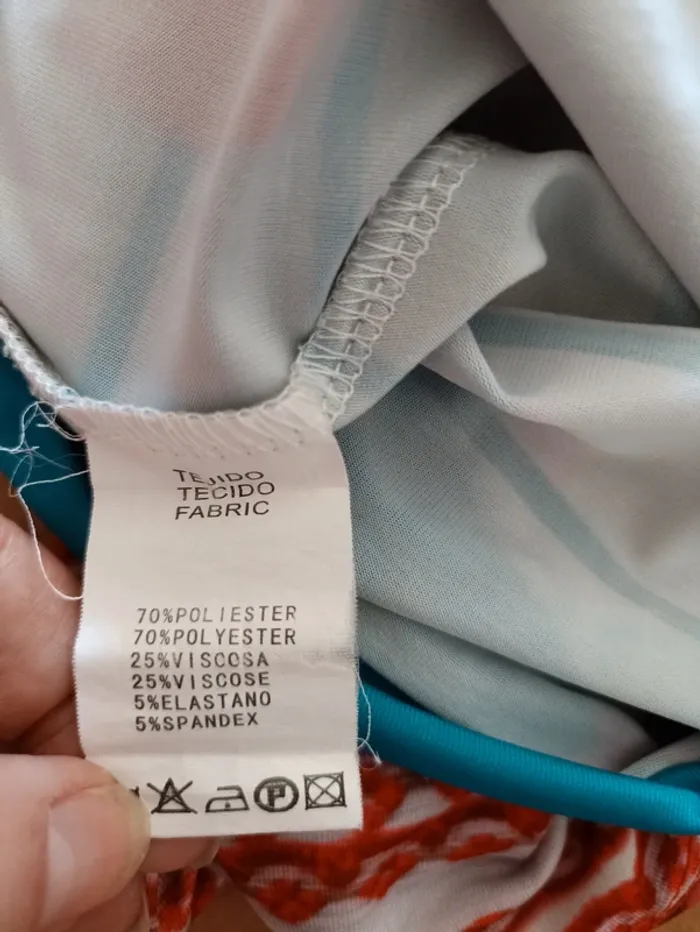 TEJIDO
TECIDO
FABRIC
70%POLIESTER
70%POLYESTER
25%VISCOSA
25%VISCOSE
5%ELASTANO
5%SPANDEX
P